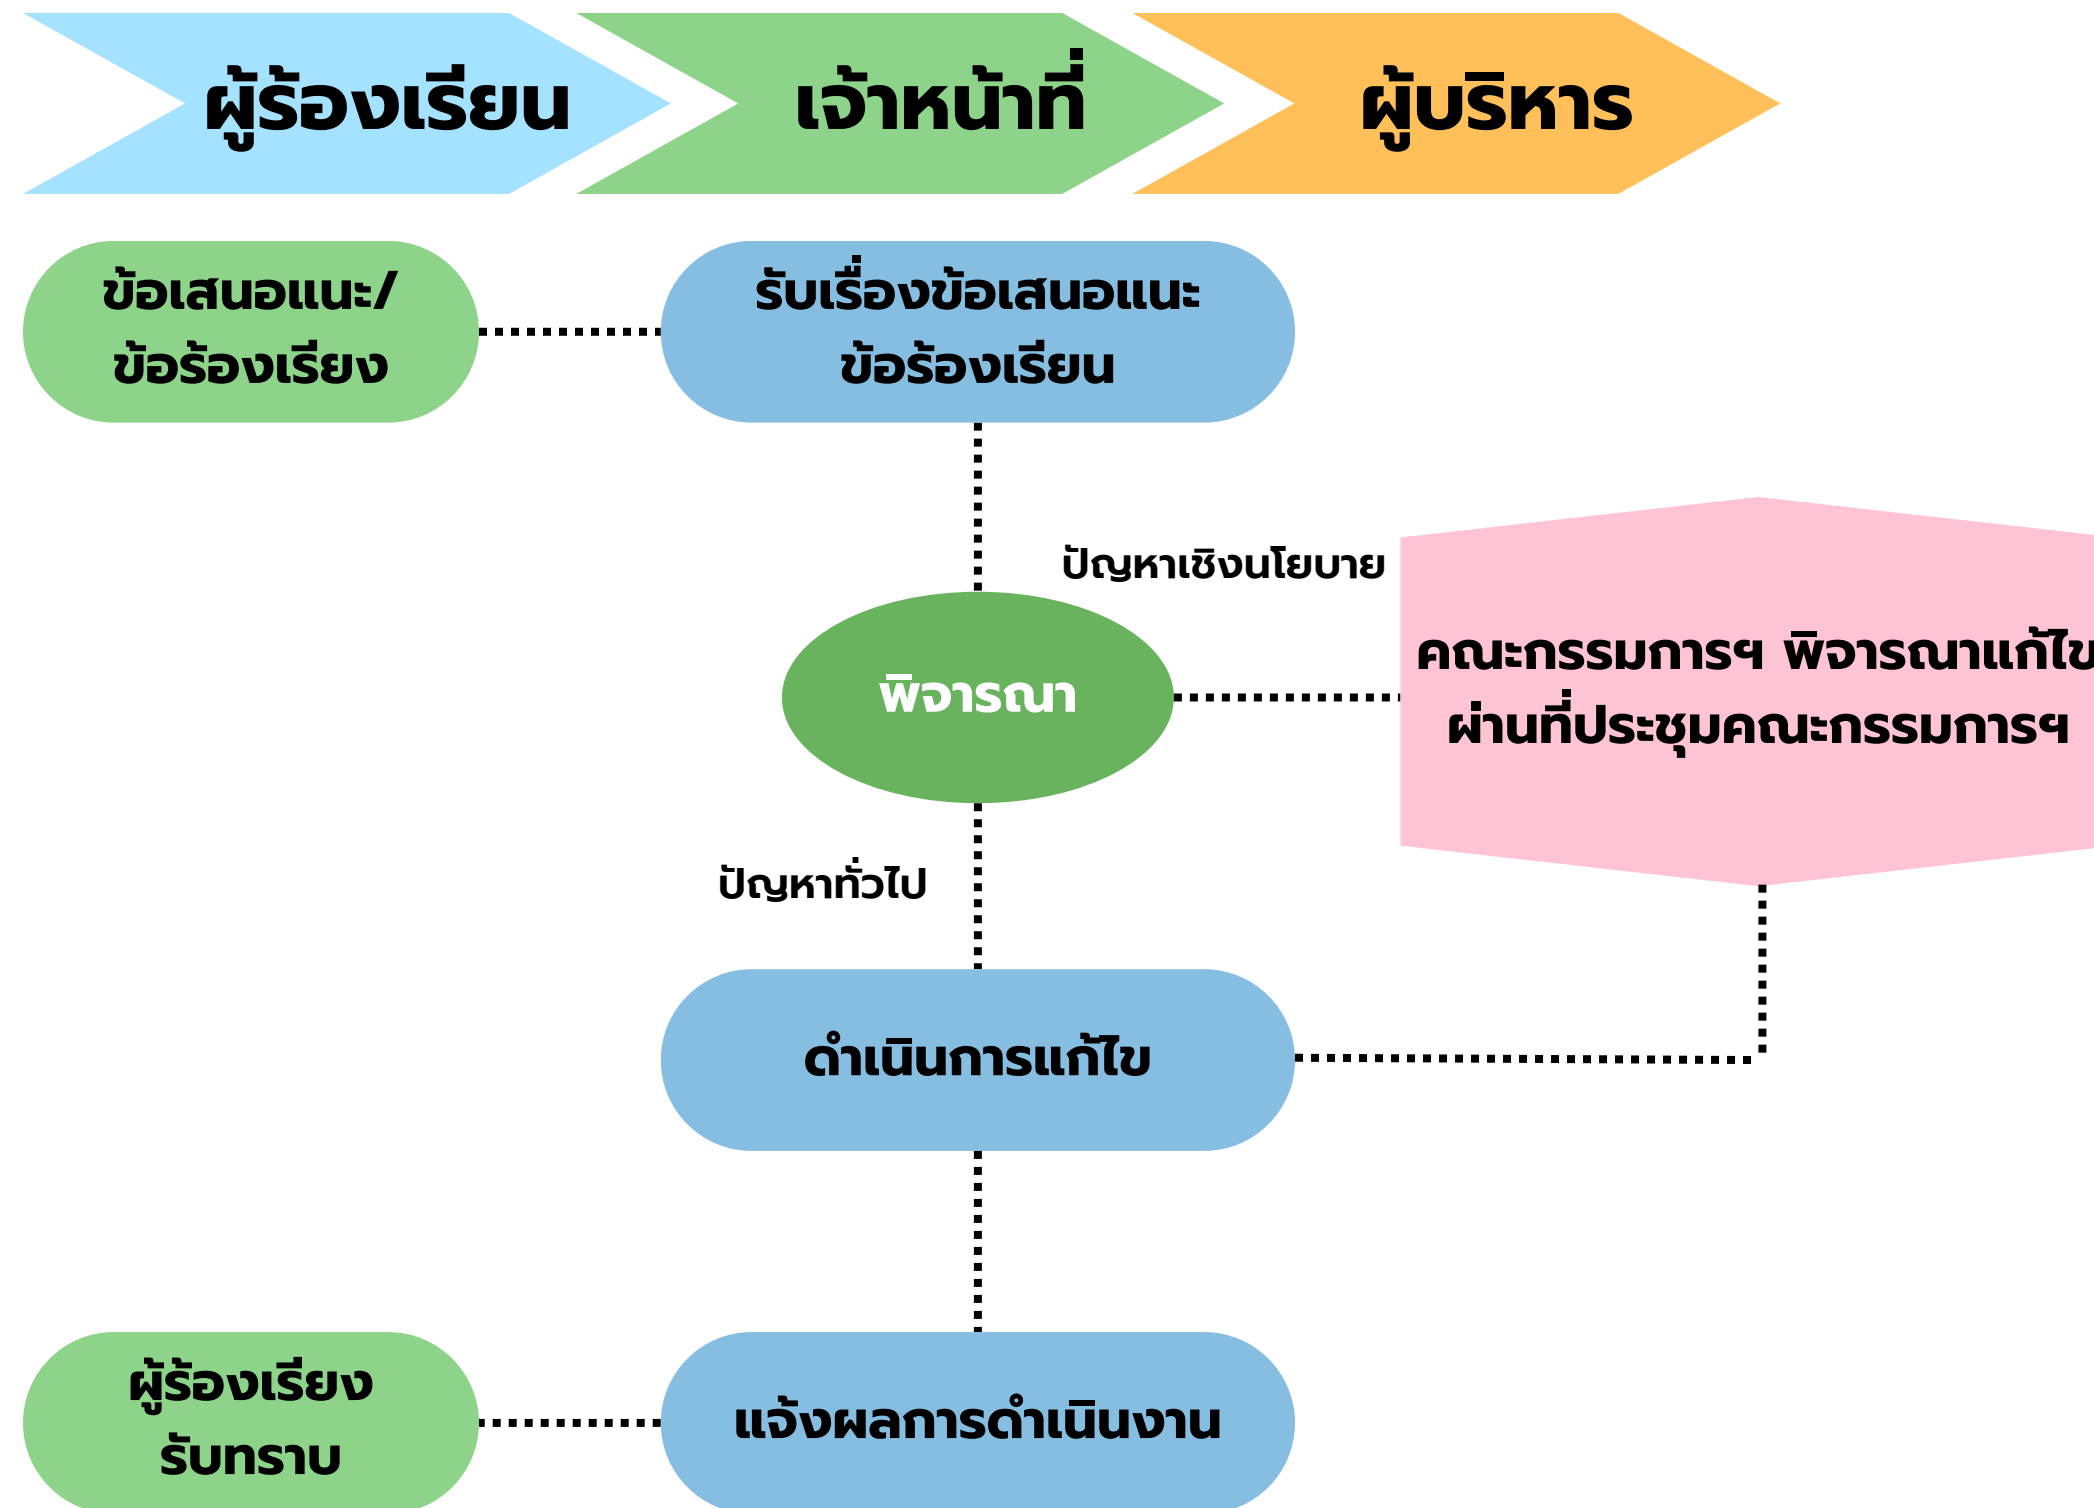 ผู้ร้องเรียน
เจ้าหน้าที่
ผู้บริหาร
ข้อเสนอแนะ/
ข้อร้องเรียง
รับเรื่องข้อเสนอแนะ
ข้อร้องเรียน
ปัญหาเชิงนโยบาย
พิจารณา
คณะกรรมการฯ พิจารณาแก้ไข
ผ่านที่ประชุมคณะกรรมการฯ
ปัญหาทั่วไป
ดำเนินการแก้ไข
ผู้ร้องเรียง
รับทราบ
แจ้งผลการดำเนินงาน